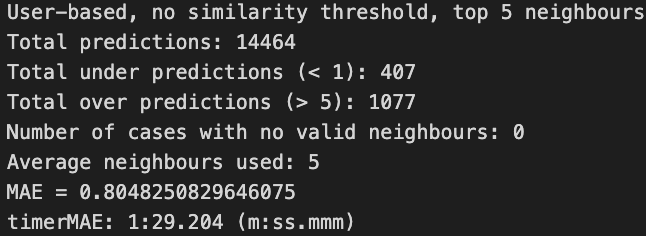 User-based, no similarity threshold, top 5 neighbours
Total predictions: 14464
Total under predictions (< 1): 407
Total over predictions (> 5): 1077
Number of cases with no valid neighbours: 0
Average neighbours used: 5
MAE = 0.8048250829646075
timerMAE: 1:29.204 (m:ss.mmm)